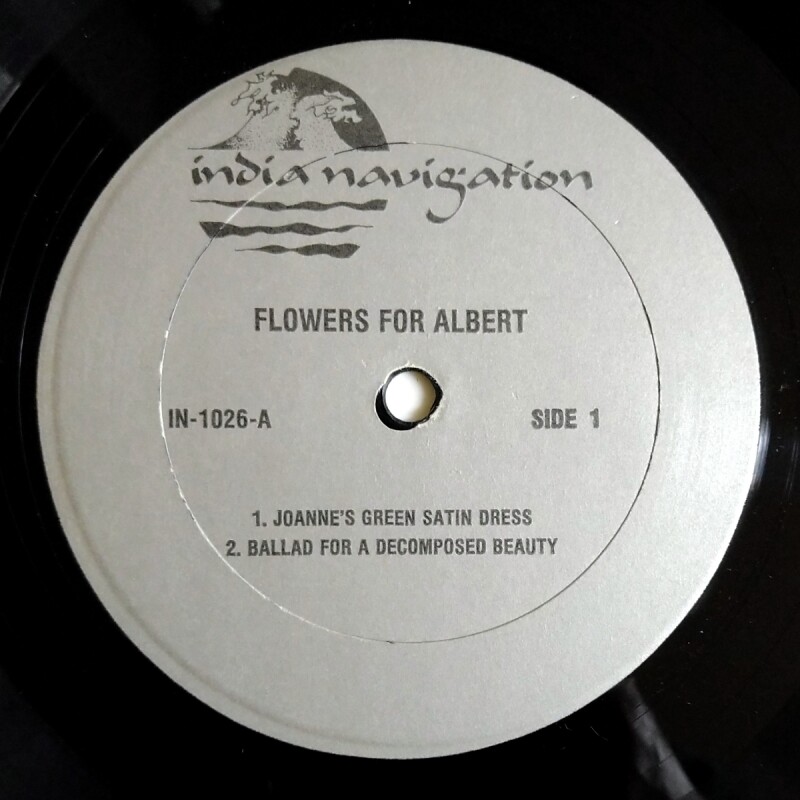 india navigation
FLOWERS FOR ALBERT
IN-1026-A
SIDE 1
1. JOANNE'S GREEN SATIN DRESS
2. BALLAD FOR A DECOMPOSED BEAUTY